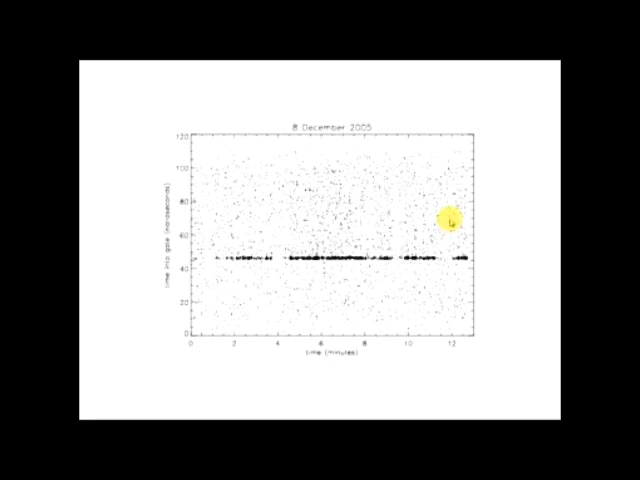 8 December 2005
time into gate (nanoseconds)
120
100
80
60
40
20
0
0 2 4 6 8 10 12
time (minutes)